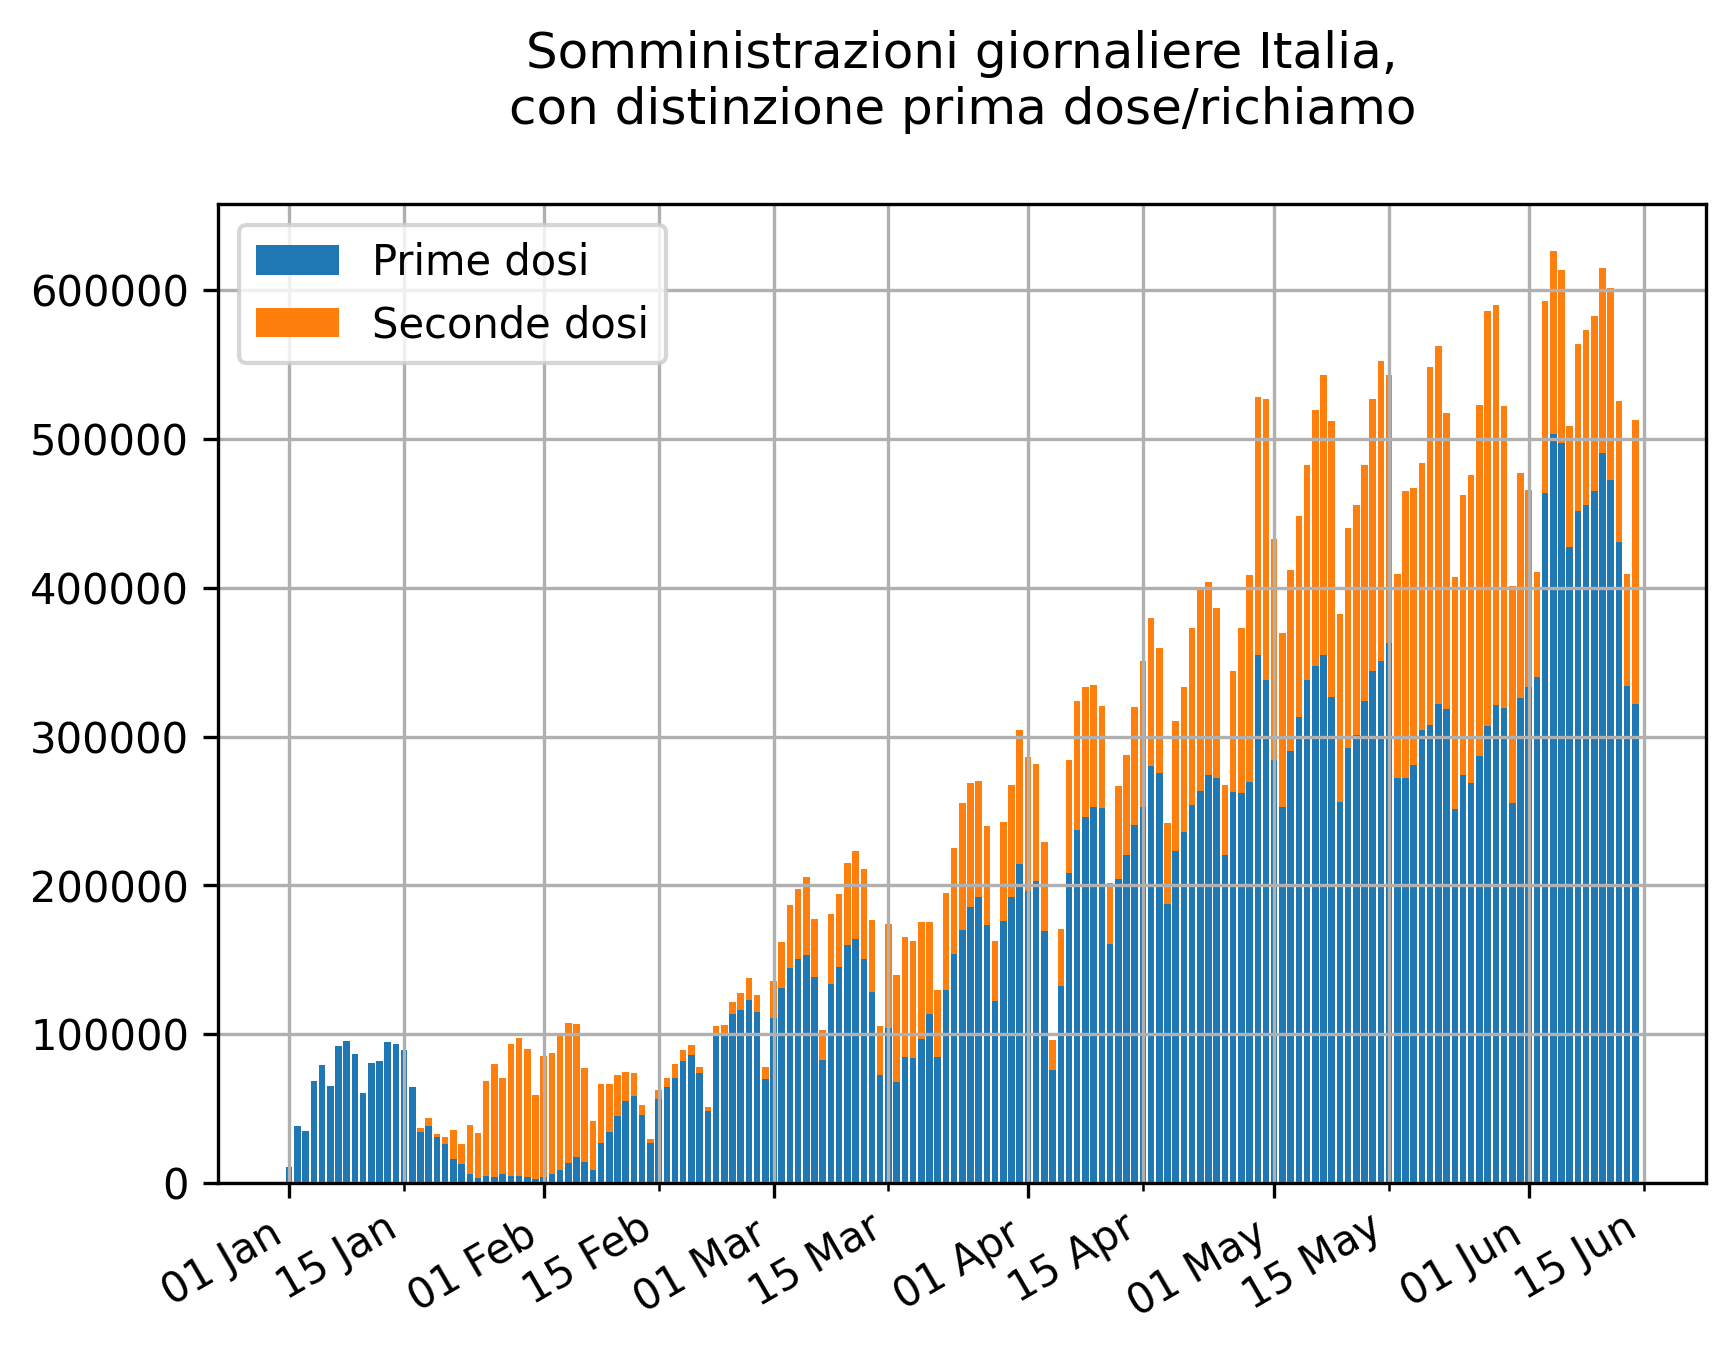 Somministrazioni giornaliere Italia,
con distinzione prima dose/richiamo
Prime dosi
Seconde dosi
600000
500000
400000
300000
200000
100000
0
01 Jan
15 Jan
01 Feb
15 Feb
01 Mar
15 Mar
01 Apr
15 Apr
01 May
15 May
01 Jun
15 Jun